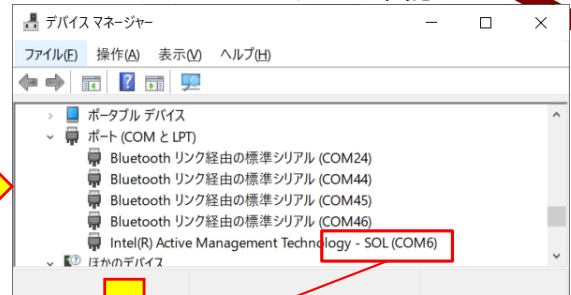 デバイス マネージャー
ファイル(F) 操作(A) 表示(V) ヘルプ(H)
ポータブル デバイス
ポート (COM と LPT)
Bluetooth リンク経由の標準シリアル (COM24)
Bluetooth リンク経由の標準シリアル (COM44)
Bluetooth リンク経由の標準シリアル (COM45)
Bluetooth リンク経由の標準シリアル (COM46)
Intel(R) Active Management Technology - SOL (COM6)
ほかのデバイス